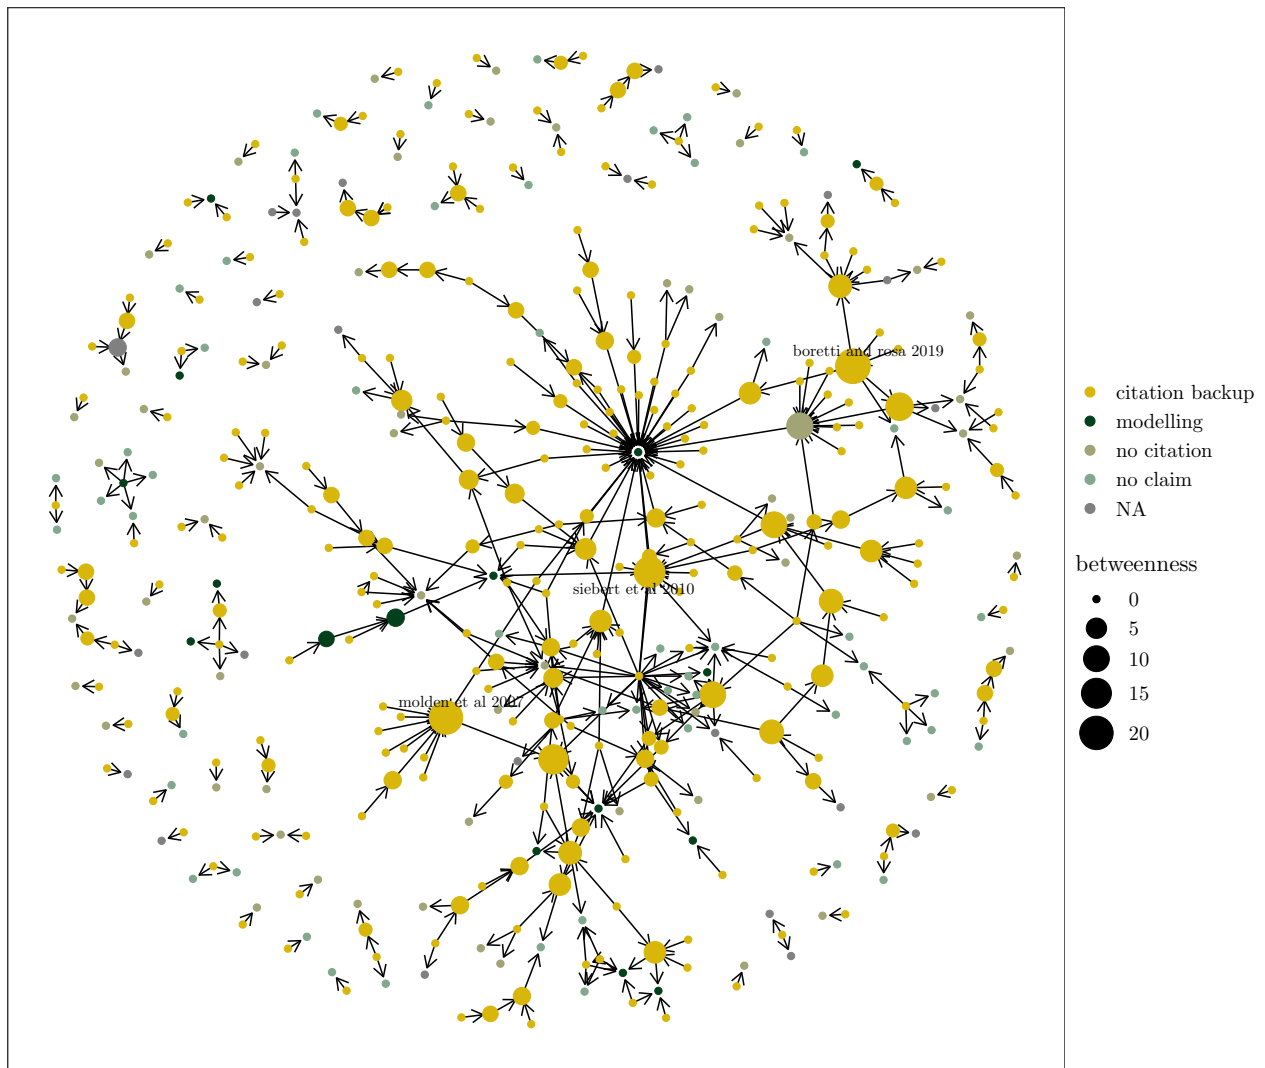 boretti and rosa 2019
siebert et al 2010
molden et al 2007
citation backup
modelling
no citation
no claim
NA
betweenness
0
5
10
15
20